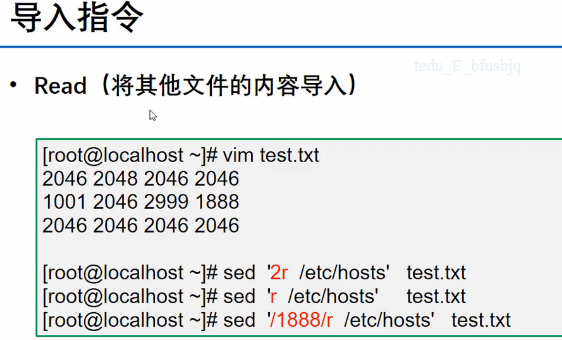 导入指令
tedu_E_bfusbjq
• Read（将其他文件的内容导入）
[root@localhost ~]# vim test.txt
2046 2048 2046 2046
1001 2046 2999 1888
2046 2046 2046 2046
[root@localhost ~]# sed '2r /etc/hosts' test.txt
[root@localhost ~]# sed 'r /etc/hosts' test.txt
[root@localhost ~]# sed '/1888/r /etc/hosts' test.txt